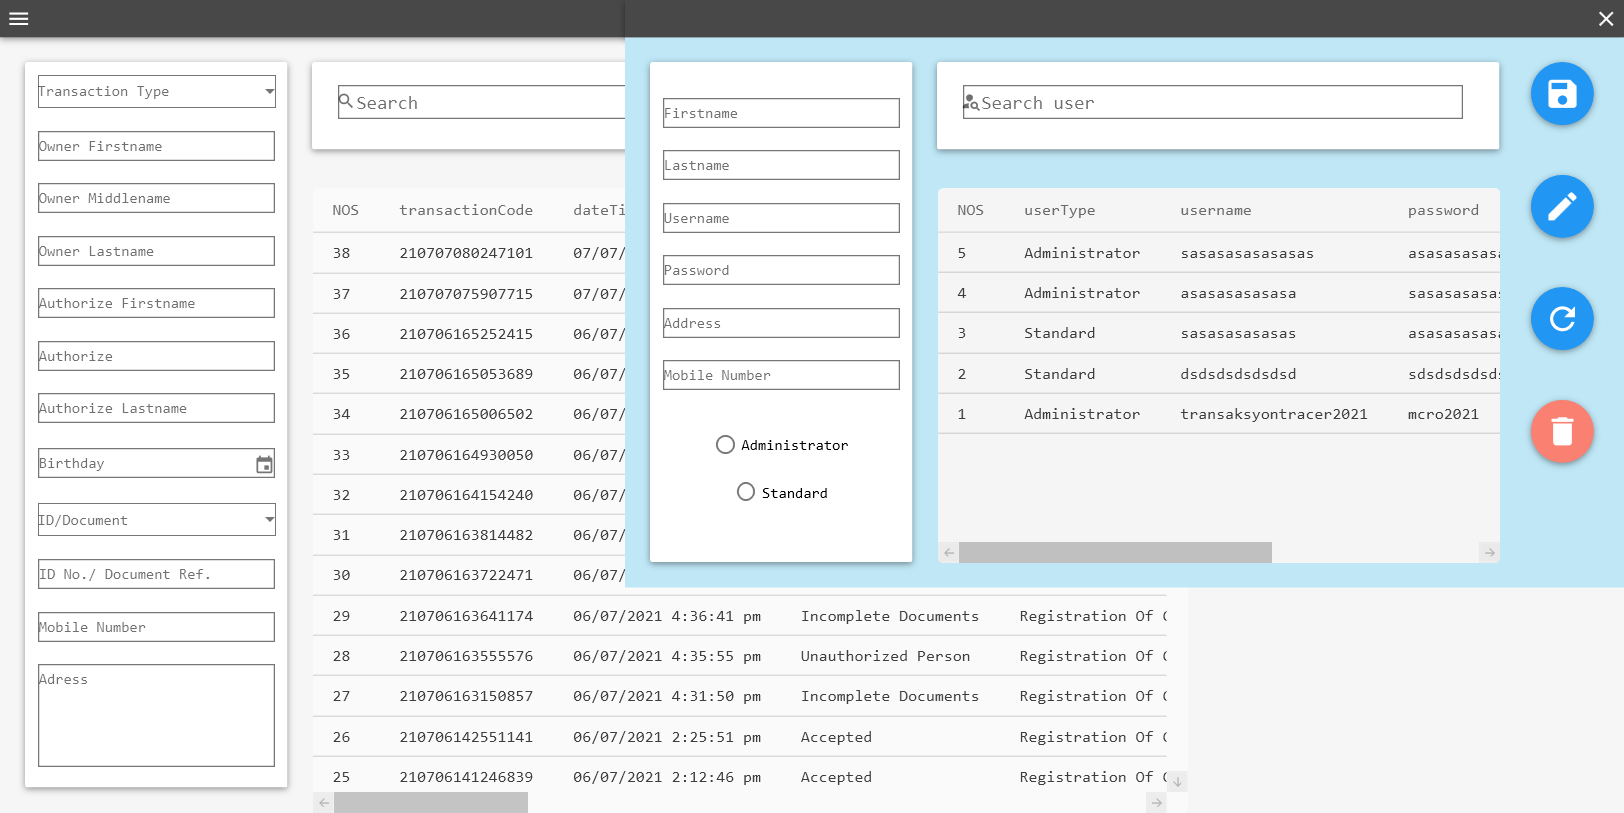 Transaction Type
Owner Firstname
Owner Middlename
Owner Lastname
Authorize Firstname
Authorize
Authorize Lastname
Birthday
ID/Document
ID No./ Document Ref.
Mobile Number
Adress
Search
NOS transactionCode dateTi
38 210707080247101 07/07/
37 210707075907715 07/07/
36 210706165252415 06/07/
35 210706165053689 06/07/
34 210706165006502 06/07/
33 210706164930050 06/07/
32 210706164154240 06/07/
31 210706163814482 06/07/
30 210706163722471 06/07/
29 210706163641174 06/07/2021 4:36:41 pm Incomplete Documents Registration Of C
28 210706163555576 06/07/2021 4:35:55 pm Unauthorized Person Registration Of C
27 210706163150857 06/07/2021 4:31:50 pm Incomplete Documents Registration Of C
26 210706142551141 06/07/2021 2:25:51 pm Accepted Registration Of C
25 210706141246839 06/07/2021 2:12:46 pm Accepted Registration Of C
Firstname
Lastname
Username
Password
Address
Mobile Number
Administrator
Standard
Search user
NOS userType username password
5 Administrator sasasasasasasas asasasasasa
4 Administrator asasasasasasa sasasasasas
3 Standard sasasasasasas asasasasasa
2 Standard dsdsdsdsdsdsd sdsdsdsdsds
1 Administrator transaksyontracer2021 mcro2021